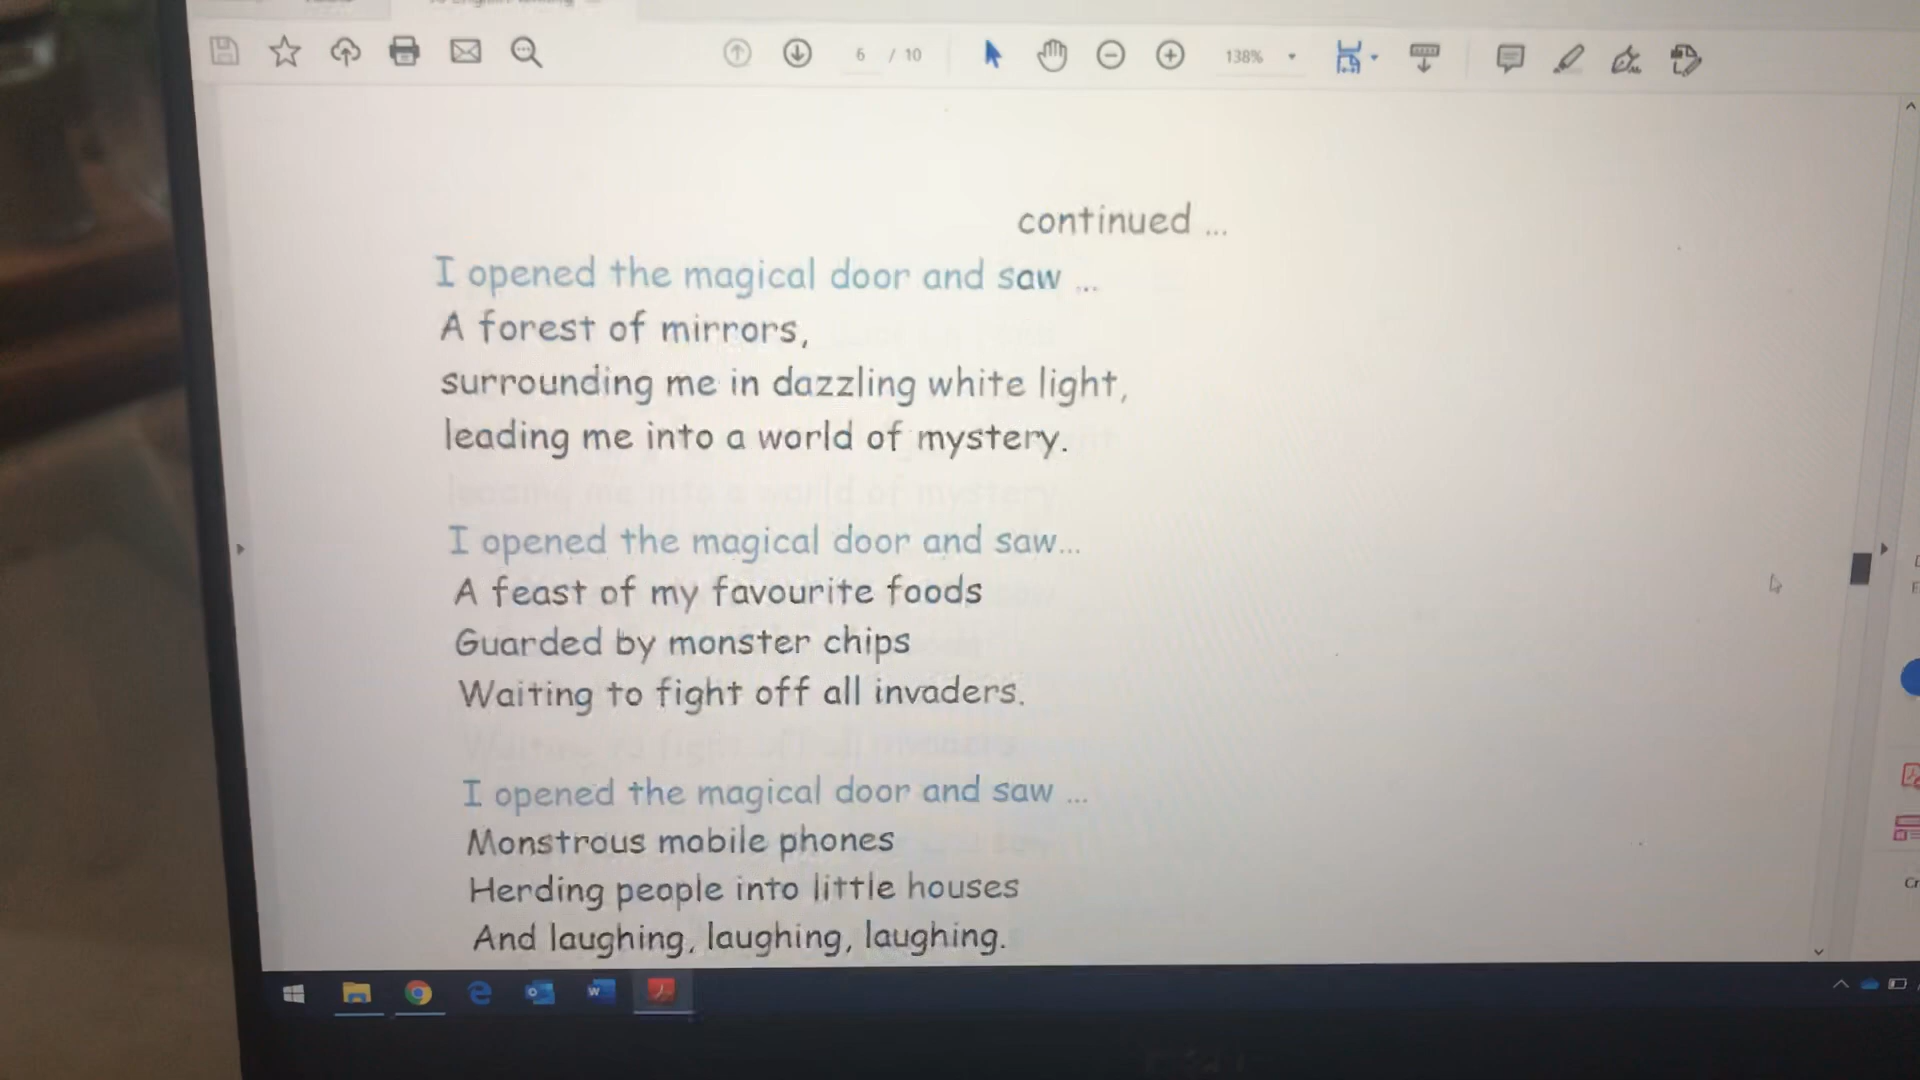 6 / 10
138%
continued ...
I opened the magical door and saw ...
A forest of mirrors,
surrounding me in dazzling white light,
leading me into a world of mystery.
I opened the magical door and saw...
A feast of my favourite foods
Guarded by monster chips
Waiting to fight off all invaders.
I opened the magical door and saw ...
Monstrous mobile phones
Herding people into little houses
And laughing, laughing, laughing.